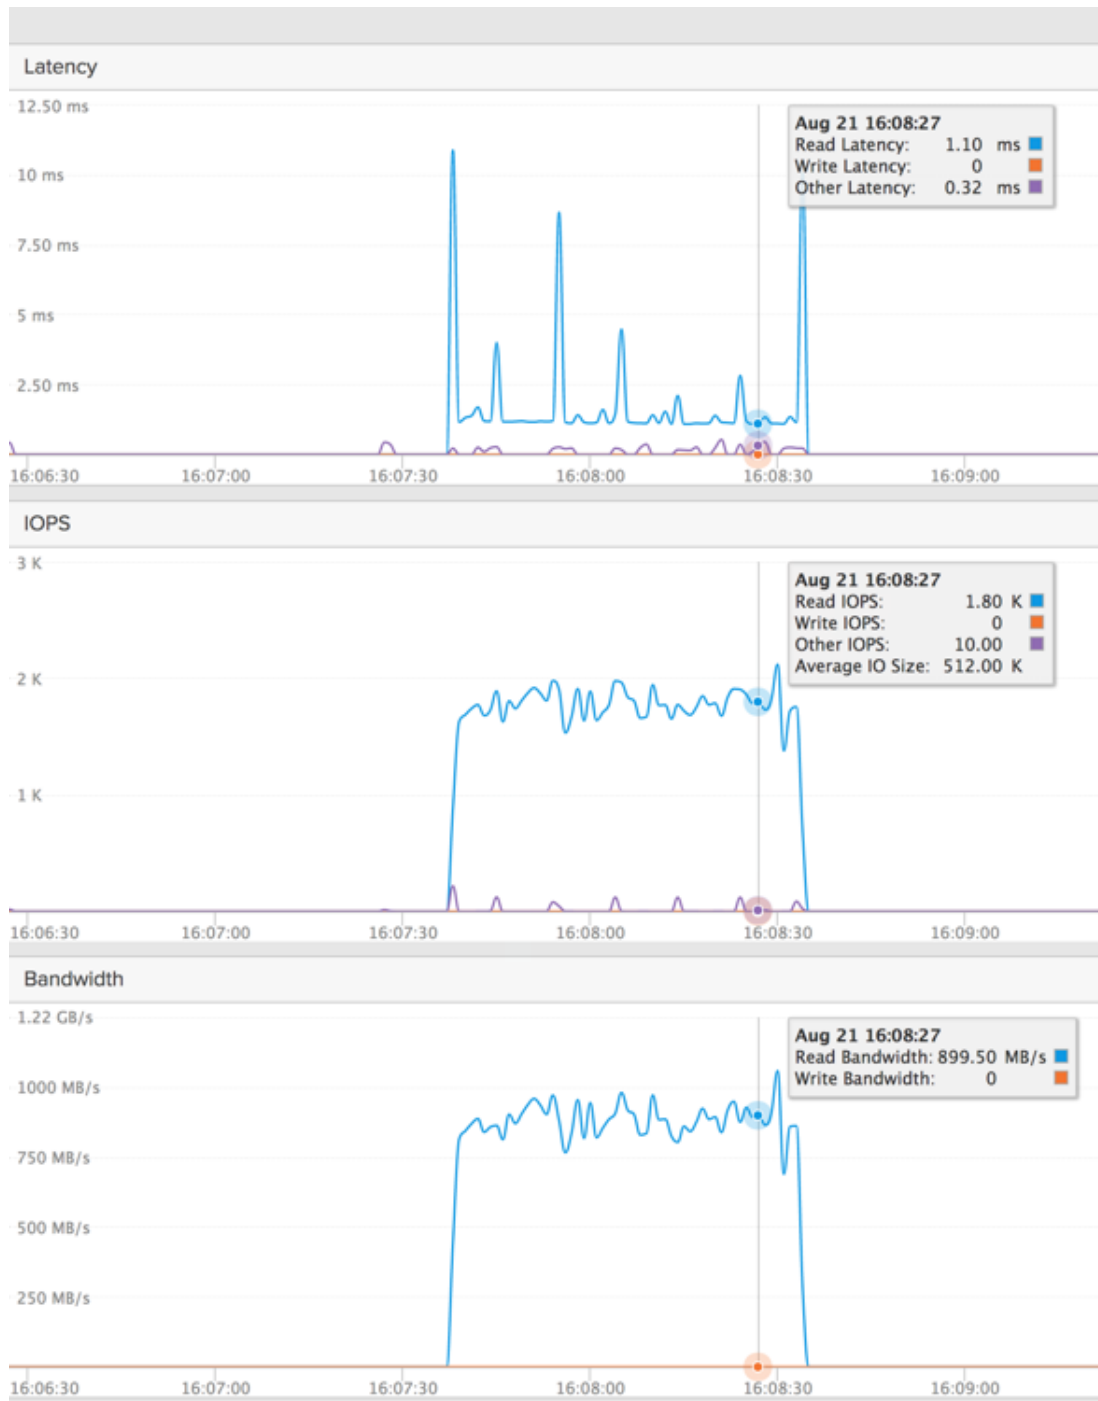 Latency
12.50 ms
10 ms
7.50 ms
5 ms
2.50 ms
Aug 21 16:08:27
Read Latency: 1.10 ms
Write Latency: 0
Other Latency: 0.32 ms
16:06:30 16:07:00 16:07:30 16:08:00 16:08:30 16:09:00
IOPS
3 K
2 K
1 K
Aug 21 16:08:27
Read IOPS: 1.80 K
Write IOPS: 0
Other IOPS: 10.00
Average IO Size: 512.00 K
16:06:30 16:07:00 16:07:30 16:08:00 16:08:30 16:09:00
Bandwidth
1.22 GB/s
1000 MB/s
750 MB/s
500 MB/s
250 MB/s
Aug 21 16:08:27
Read Bandwidth: 899.50 MB/s
Write Bandwidth: 0
16:06:30 16:07:00 16:07:30 16:08:00 16:08:30 16:09:00